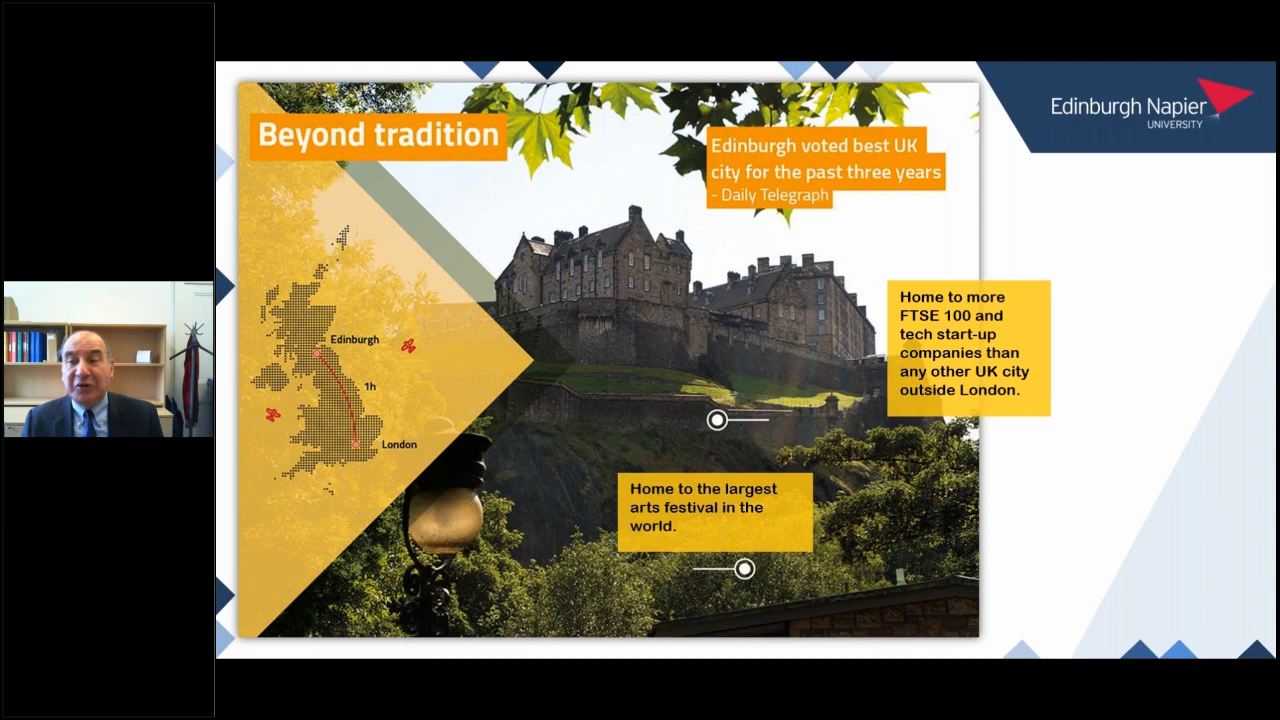 Edinburgh Napier
UNIVERSITY
Beyond tradition
Edinburgh voted best UK
city for the past three years
- Daily Telegraph
Home to more
FTSE 100 and
tech start-up
companies than
any other UK city
outside London.
Edinburgh
1h
London
Home to the largest
arts festival in the
world.